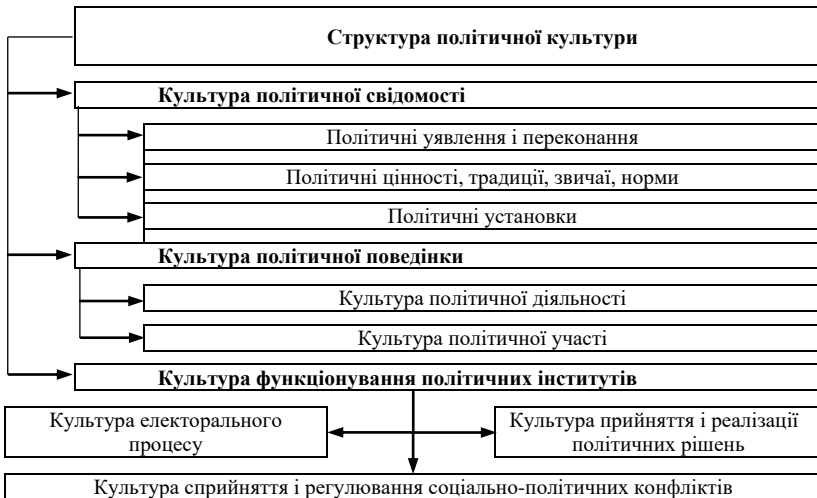 Структура політичної культури
Культура політичної свідомості
Політичні уявлення і переконання
Політичні цінності, традиції, звичаї, норми
Політичні установки
Культура політичної поведінки
Культура політичної діяльності
Культура політичної участі
Культура функціонування політичних інститутів
Культура електорального
процесу
Культура прийняття і реалізації
політичних рішень
Культура сприйняття і регулювання соціально-політичних конфліктів